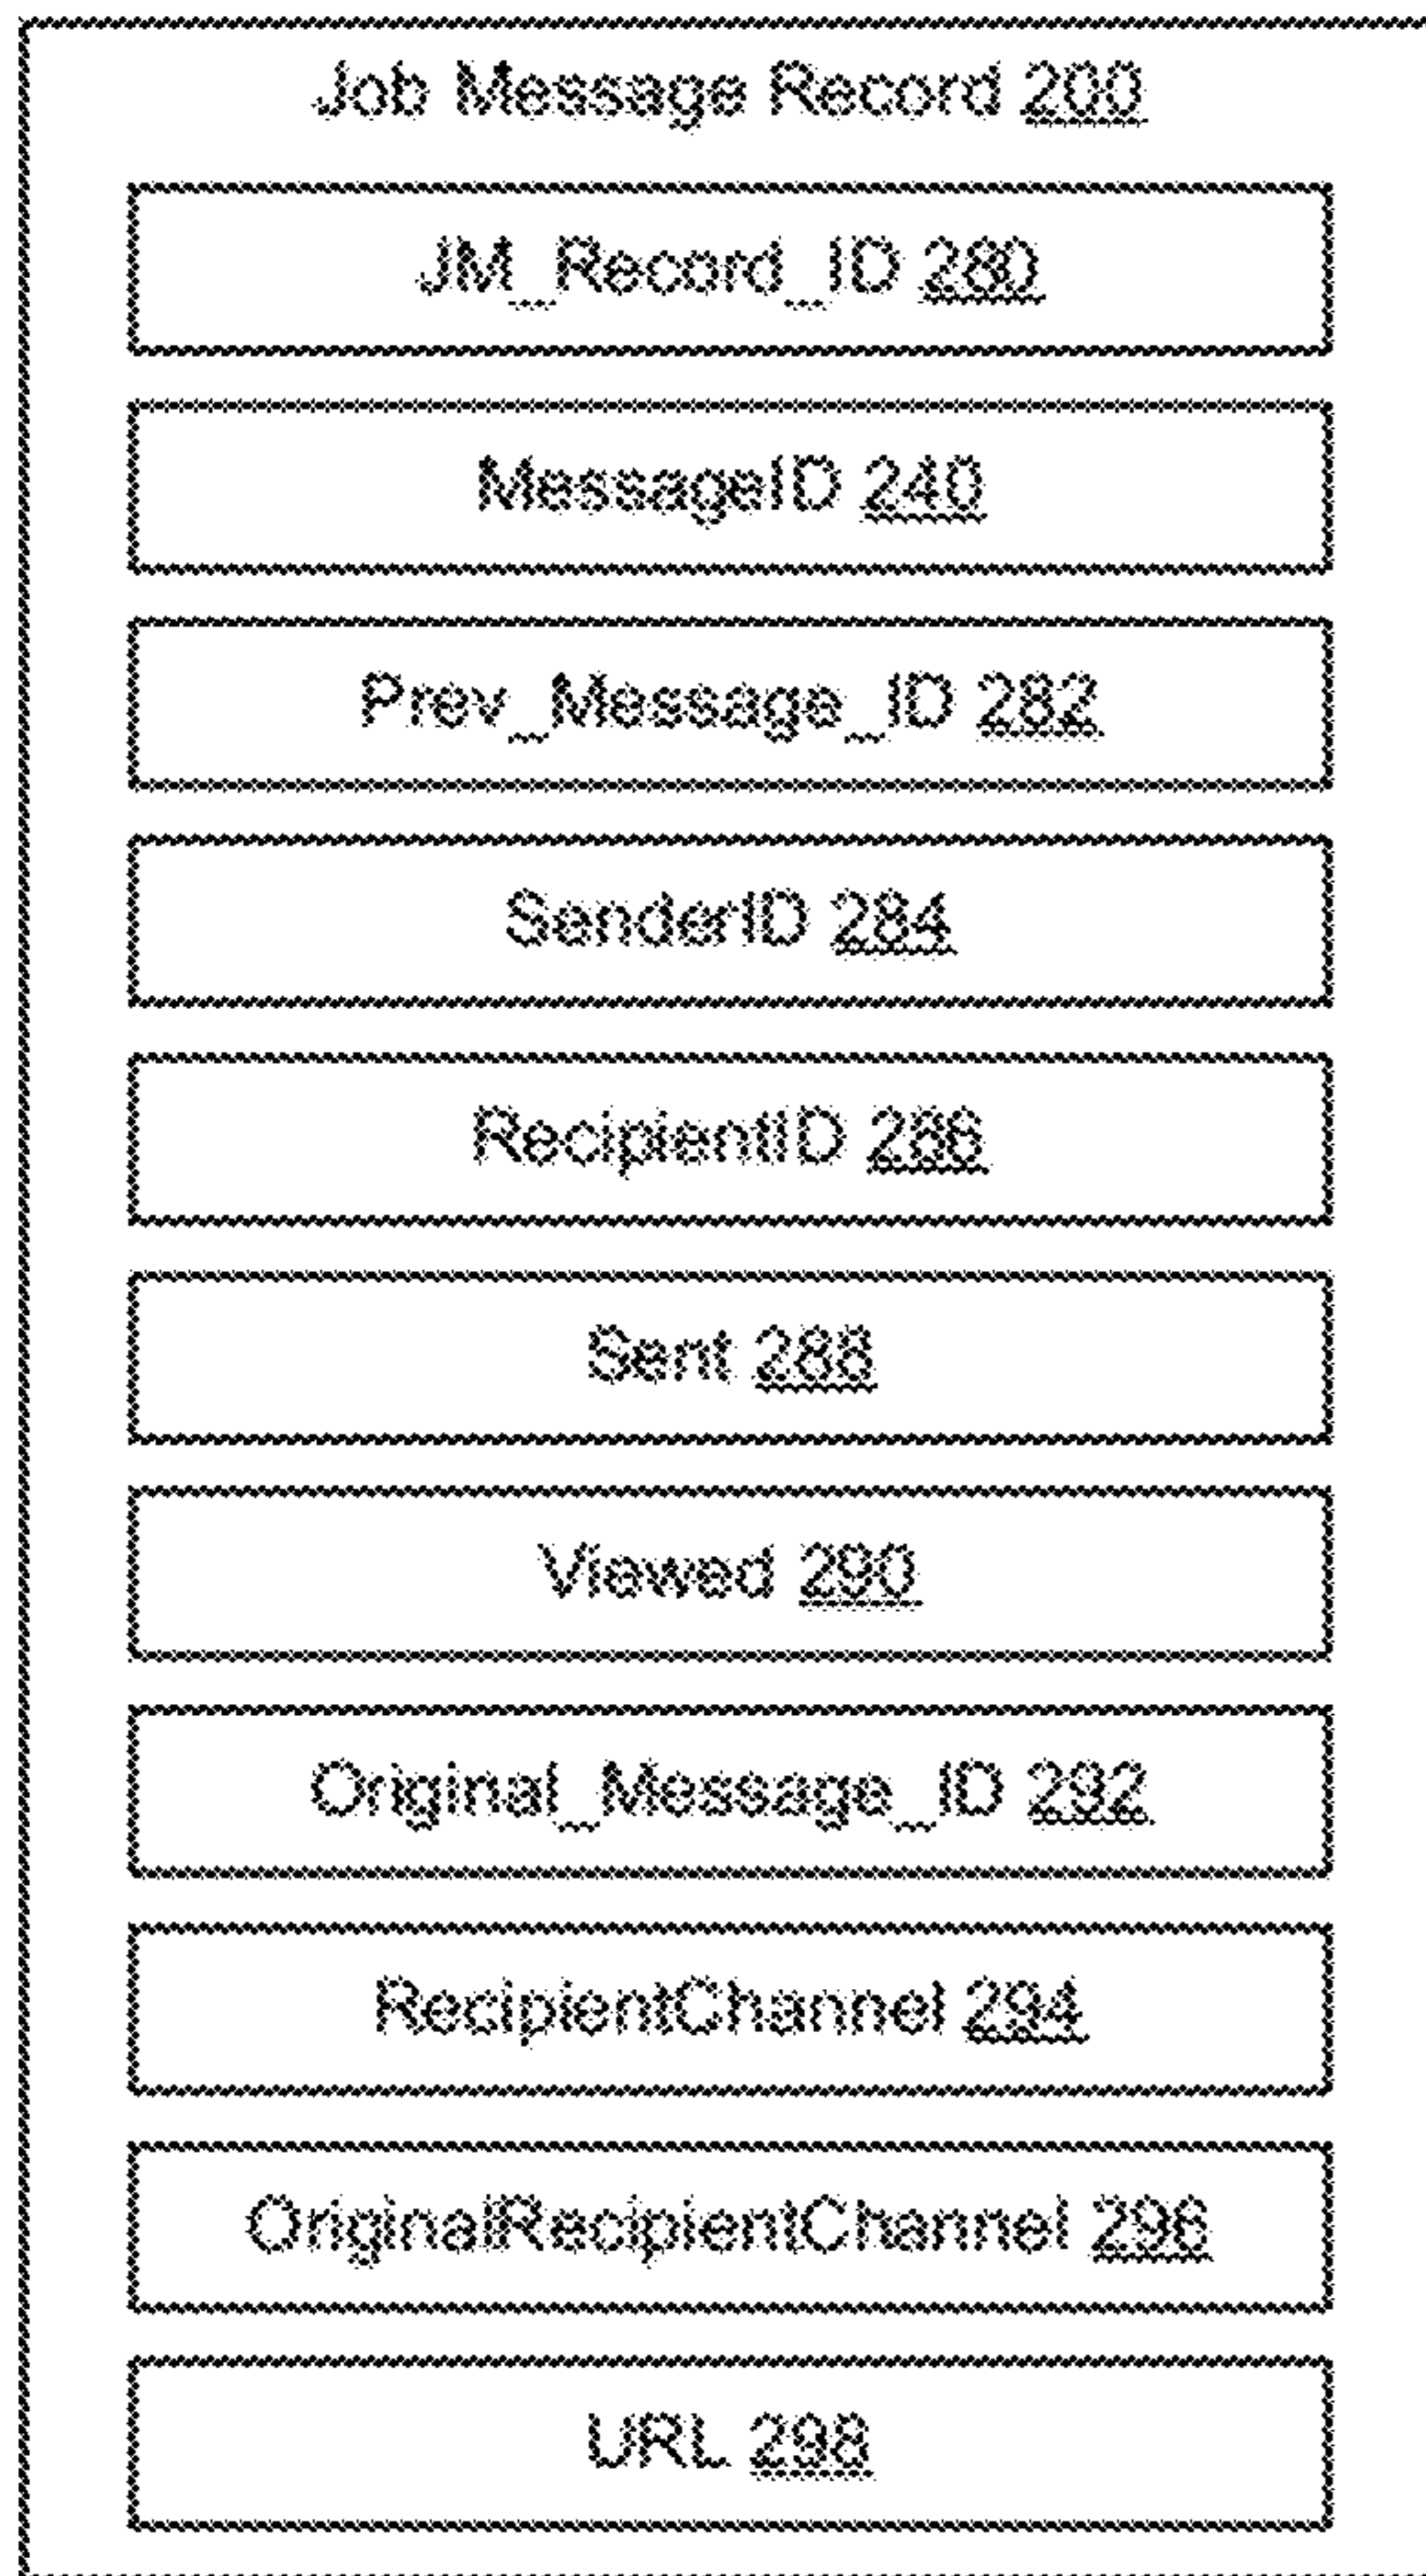 Job Message Record 200
JM_Record_ID 280
MessageID 240
Prev_Message_ID 282
SenderID 284
RecipientID 286
Sent 288
Viewed 290
Original_Message_ID 292
RecipientChannel 294
OriginalRecipientChannel 296
URL 298